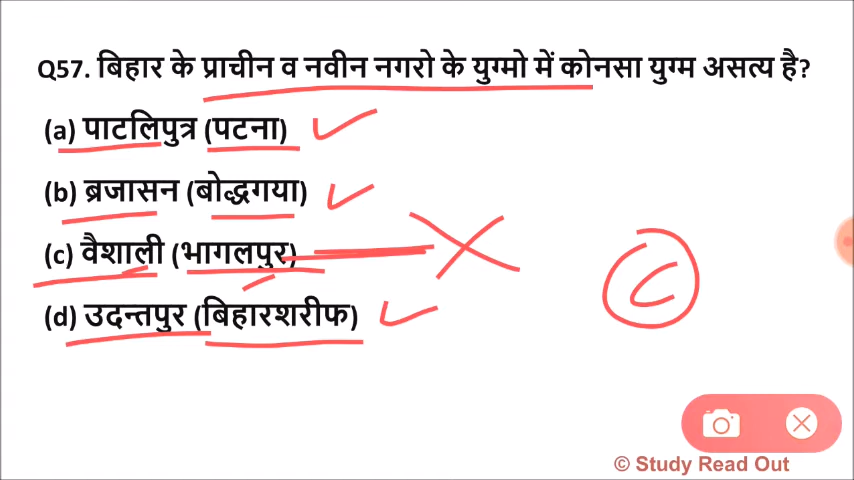 Q57. बिहार के प्राचीन व नवीन नगरो के युग्मो में कोनसा युग्म असत्य है?
(a) पाटलिपुत्र (पटना)
(b) ब्रजासन (बोद्धगया)
(c) वैशाली (भागलपुर)
(d) उदन्तपुर (बिहारशरीफ)
C
© Study Read Out